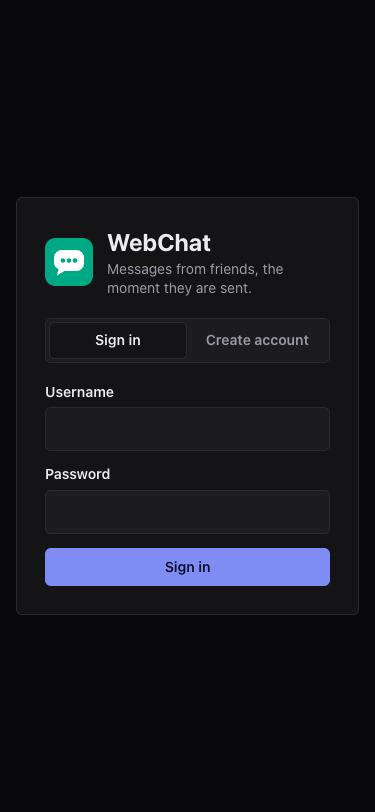 WebChat
Messages from friends, the
moment they are sent.
Sign in
Create account
Username
Password
Sign in